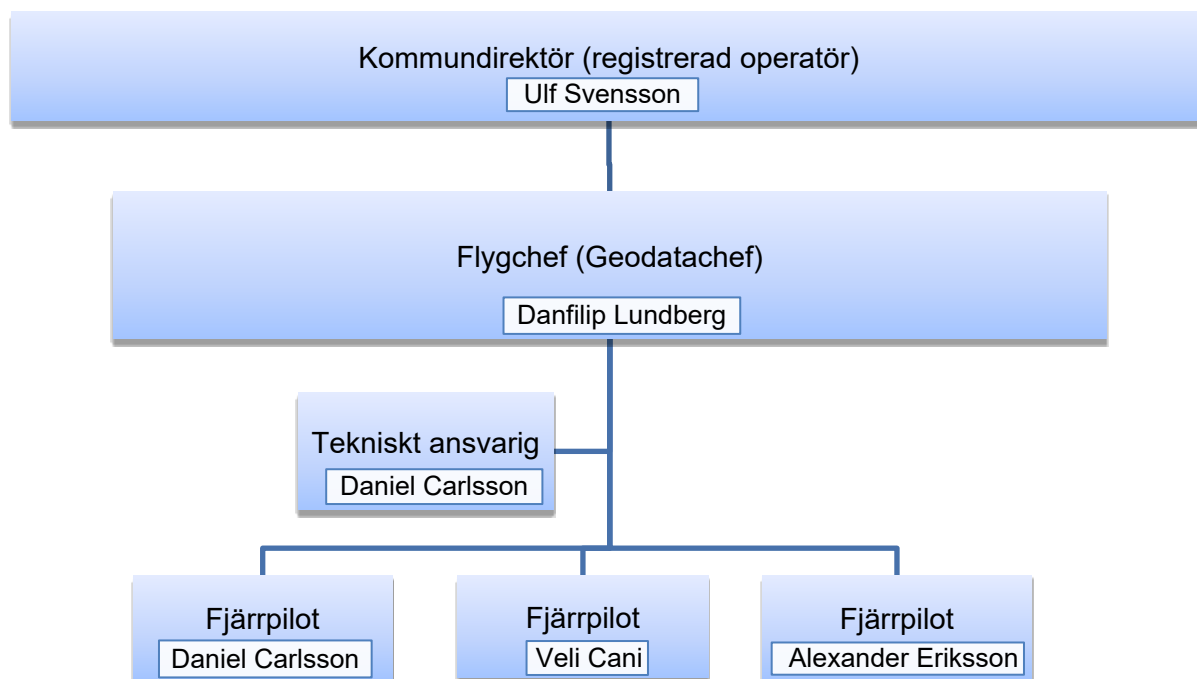 Kommundirektör (registrerad operatör)
Ulf Svensson
Flygchef (Geodatachef)
Danfilip Lundberg
Tekniskt ansvarig
Daniel Carlsson
Fjärrpilot
Daniel Carlsson
Fjärrpilot
Veli Cani
Fjärrpilot
Alexander Eriksson